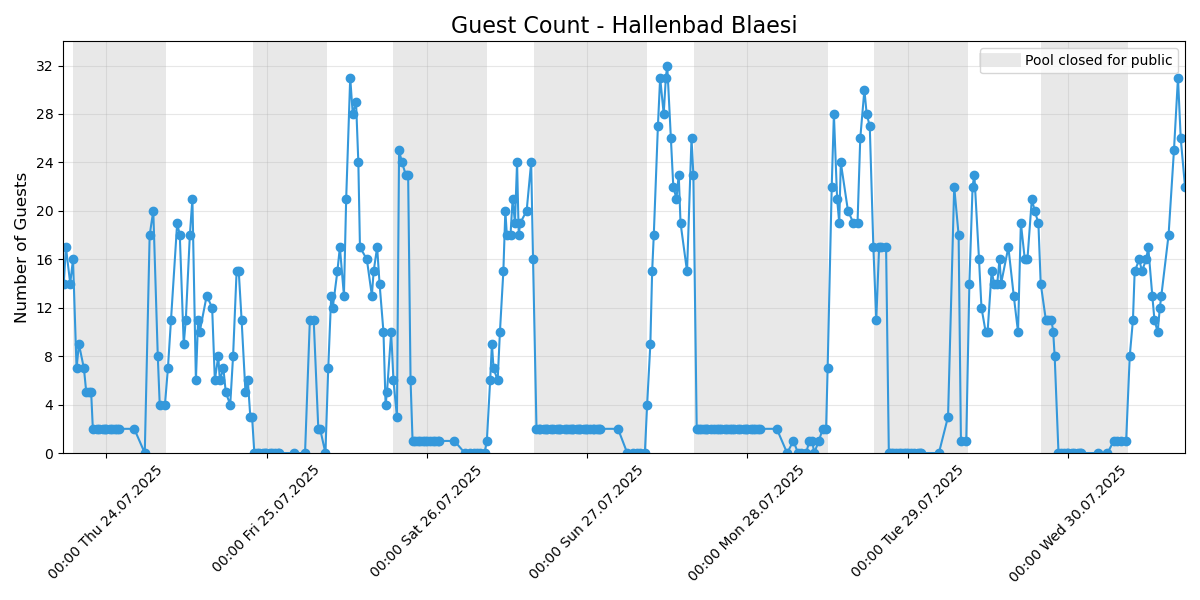 Guest Count - Hallenbad Blaesi
Pool closed for public
Number of Guests
32
28
24
20
16
12
8
4
0
00:00 Thu 24.07.2025
00:00 Fri 25.07.2025
00:00 Sat 26.07.2025
00:00 Sun 27.07.2025
00:00 Mon 28.07.2025
00:00 Tue 29.07.2025
00:00 Wed 30.07.2025